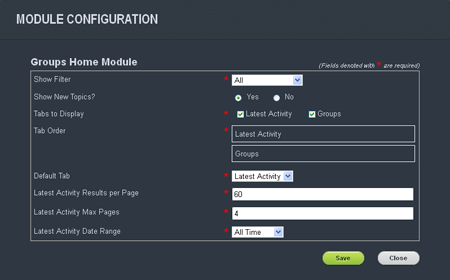 MODULE CONFIGURATION
Groups Home Module
(Fields denoted with * are required)
Show Filter * All
Show New Topics? Yes No
Tabs to Display * Latest Activity Groups
Tab Order * Latest Activity
Groups
Default Tab * Latest Activity
Latest Activity Results per Page * 60
Latest Activity Max Pages * 4
Latest Activity Date Range * All Time
Save Close